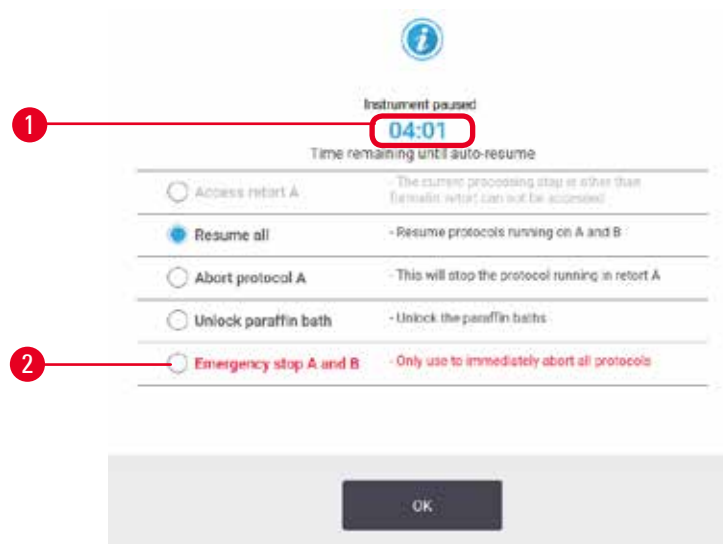 i
Instrument paused
1
04:01
Time remaining until auto-resume
Access retort A
- The current processing step is other than
formalin retort can not be accessed
Resume all
- Resume protocols running on A and B
Abort protocol A
- This will stop the protocol running in retort A
Unlock paraffin bath
- Unlock the paraffin baths
2
Emergency stop A and B
- Only use to immediately abort all protocols
OK